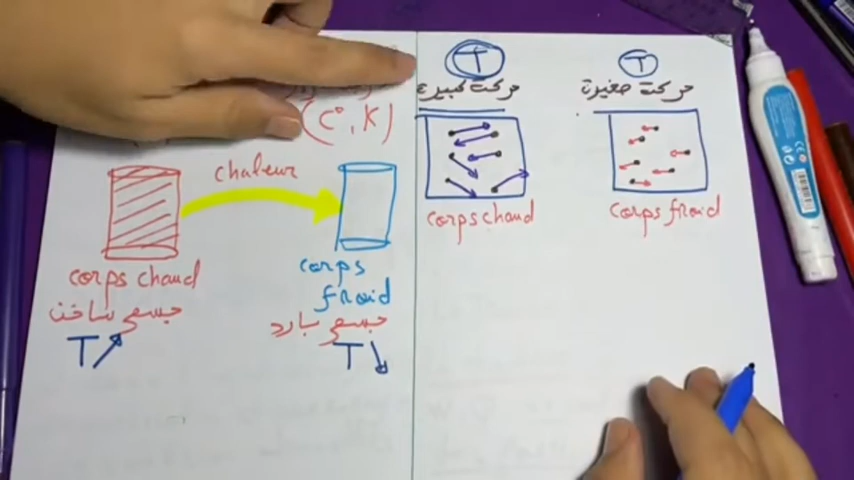 (C°, K)
chaleur
corps chaud
جسم ساخن
T
corps
froid
جسم بارد
T
T
حركة كبيرة
corps chaud
T
حركة صغيرة
corps froid